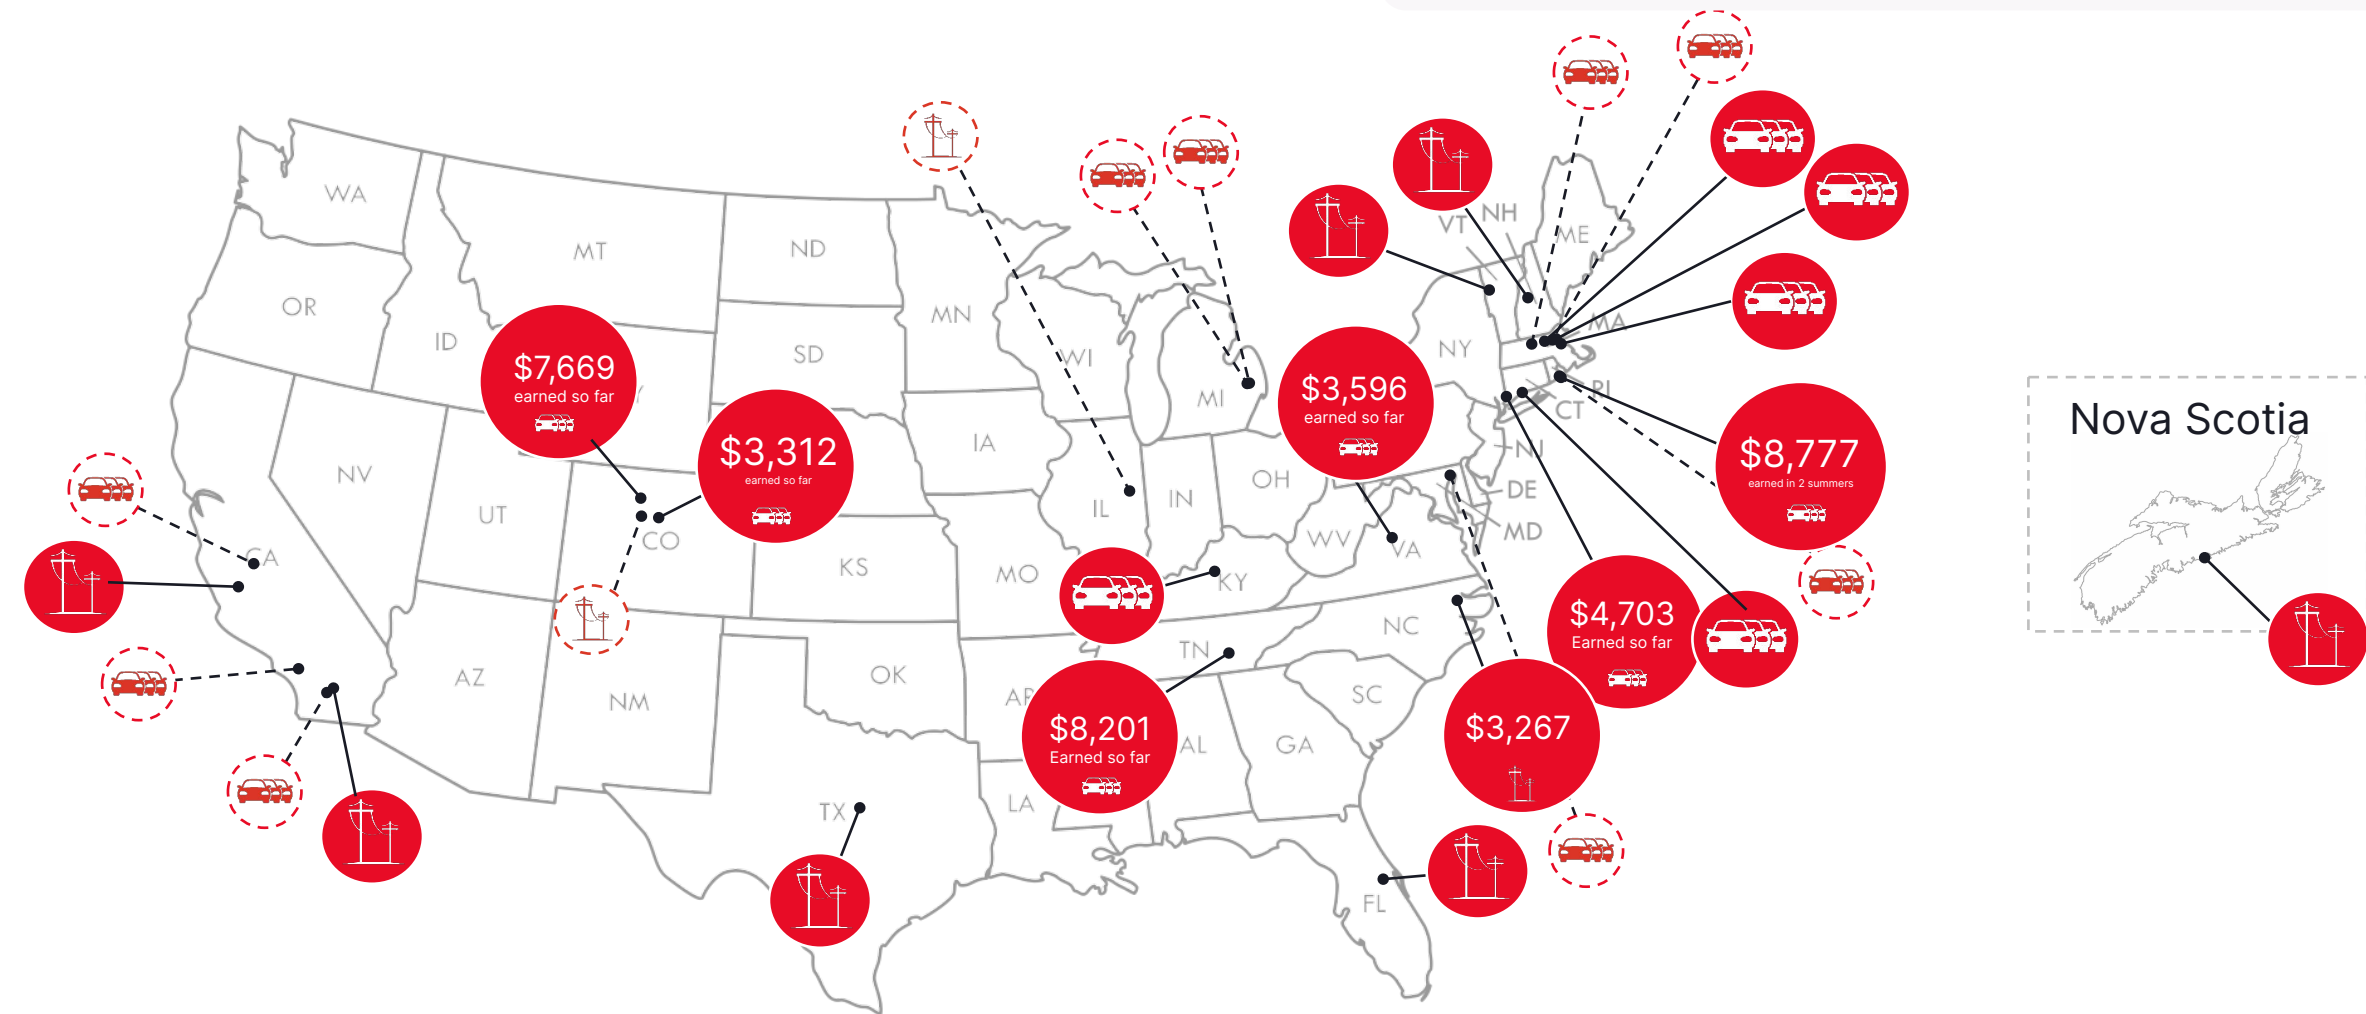 WA
OR
ID
MT
ND
SD
MN
WI
MI
IA
IL
IN
OH
NV
UT
CA
CO
KS
MO
KY
WV
VA
AZ
NM
OK
TX
LA
TN
AL
GA
SC
NC
FL
NY
VT
NH
ME
MA
RI
CT
NJ
DE
MD
$7,669
earned so far
$3,312
earned so far
$3,596
earned so far
$8,777
earned in 2 summers
$4,703
Earned so far
$3,267
$8,201
Earned so far
Nova Scotia